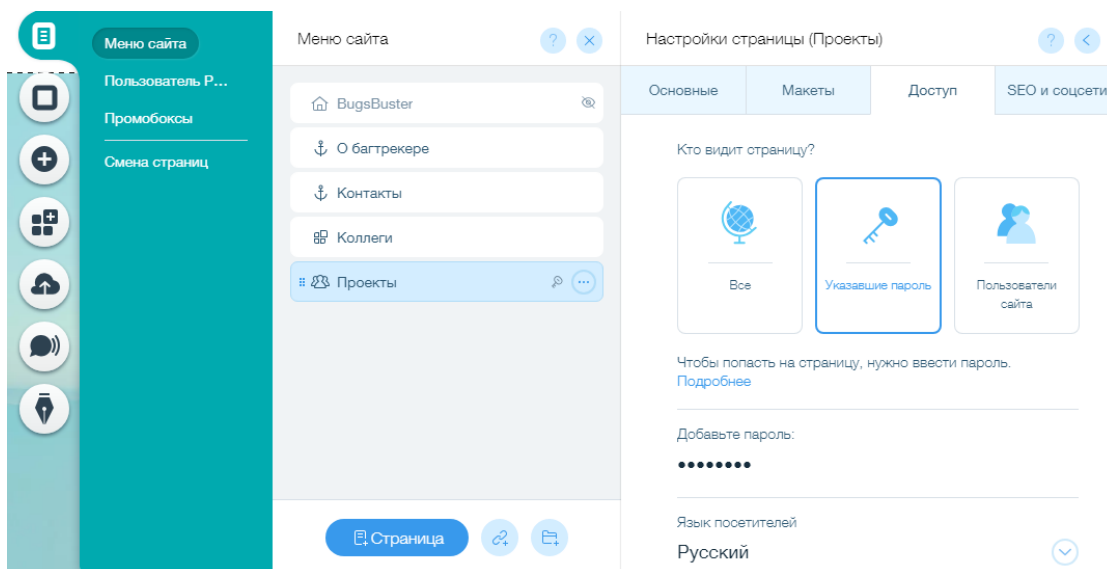 Меню сайта
Пользователь Р...
Промобоксы
Смена страниц
Меню сайта
?
BugsBuster
О багтрекере
Контакты
Коллеги
Проекты
Страница
Настройки страницы (Проекты)
?
Основные
Макеты
Доступ
SEO и соцсети
Кто видит страницу?
Все
Указавшие пароль
Пользователи
сайта
Чтобы попасть на страницу, нужно ввести пароль.
Подробнее
Добавьте пароль:
••••••••
Язык посетителей
Русский